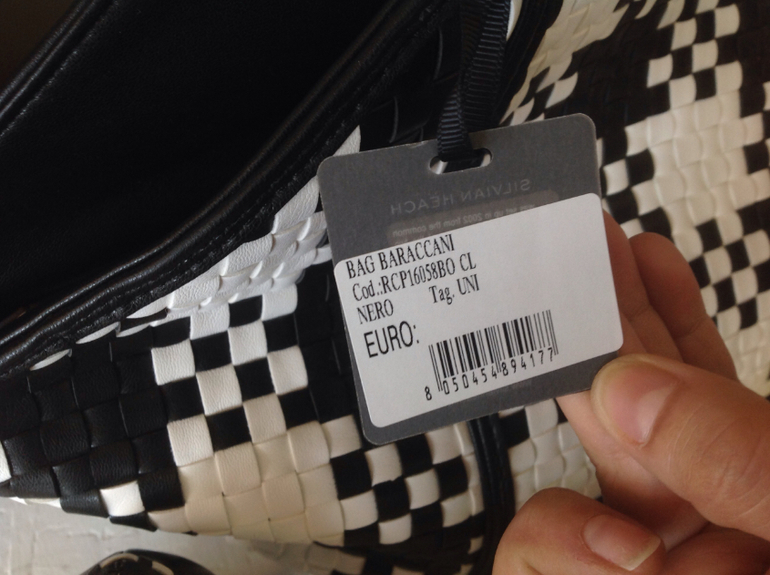 SILVIAN HEACH
BAG BARACCANI
Cod.:RCP16058BO CL
NERO Tag. UNI
EURO:
8 050454 894177